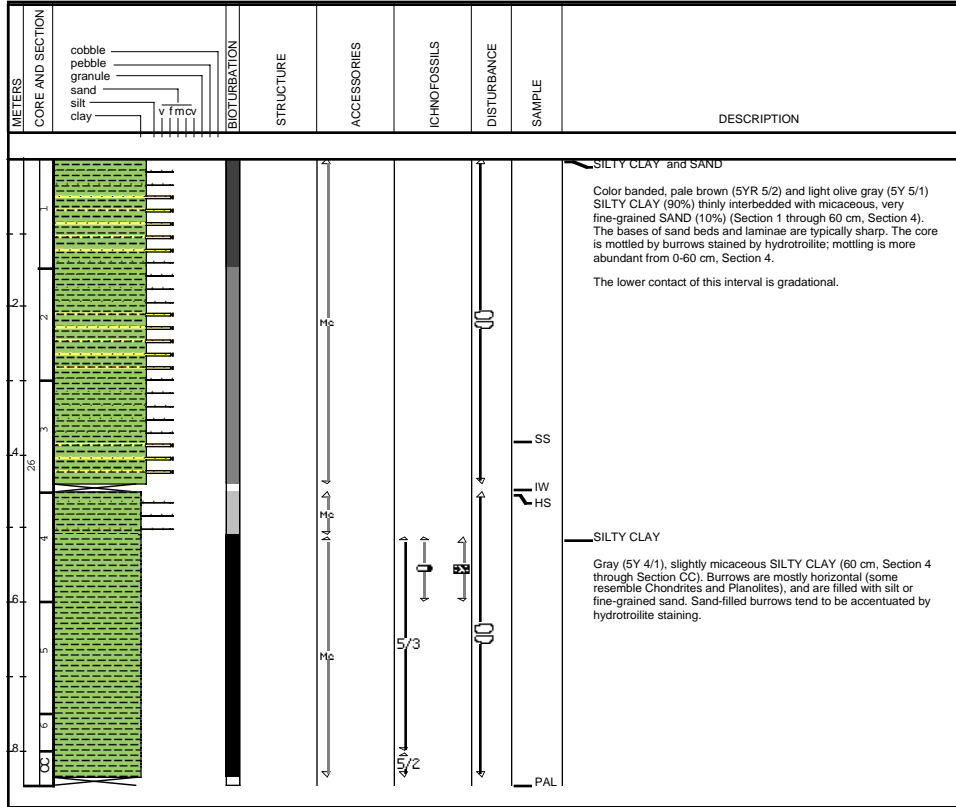 METERS
CORE AND SECTION
cobble
pebble
granule
sand
silt
clay
v f m c v
BIOTURBATION
STRUCTURE
ACCESSORIES
ICHNOFOSSILS
DISTURBANCE
SAMPLE
DESCRIPTION
SILTY CLAY and SAND
Color banded, pale brown (5YR 5/2) and light olive gray (5Y 5/1)
SILTY CLAY (90%) thinly interbedded with micaceous, very
fine-grained SAND (10%) (Section 1 through 60 cm, Section 4).
The bases of sand beds and laminae are typically sharp. The core
is mottled by burrows stained by hydrotroilite; mottling is more
abundant from 0-60 cm, Section 4.
The lower contact of this interval is gradational.
1
2
2
Mc
3
SS
4
26
IW
HS
Mc
4
SILTY CLAY
Gray (5Y 4/1), slightly micaceous SILTY CLAY (60 cm, Section 4
through Section CC). Burrows are mostly horizontal (some
resemble Chondrites and Planolites), and are filled with silt or
fine-grained sand. Sand-filled burrows tend to be accentuated by
hydrotroilite staining.
6
5
5/3
Mc
6
8
CC
5/2
PAL